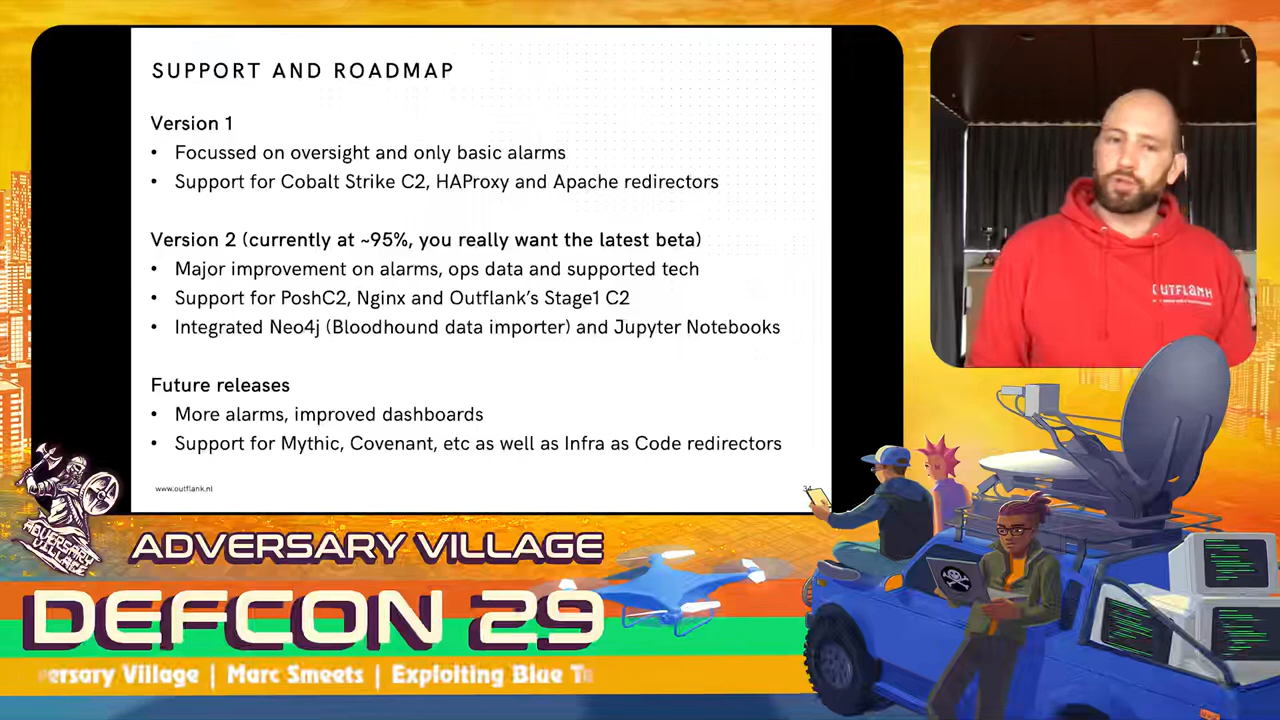 SUPPORT AND ROADMAP
Version 1
• Focussed on oversight and only basic alarms
• Support for Cobalt Strike C2, HAProxy and Apache redirectors
Version 2 (currently at ~95%, you really want the latest beta)
• Major improvement on alarms, ops data and supported tech
• Support for PoshC2, Nginx and Outflank's Stage1 C2
• Integrated Neo4j (Bloodhound data importer) and Jupyter Notebooks
Future releases
• More alarms, improved dashboards
• Support for Mythic, Covenant, etc as well as Infra as Code redirectors
www.outflank.nl
OUTFLANK
ADVERSARY VILLAGE
ADVERSARY VILLAGE
DEFCON 29
ersary Village | Marc Smeets | Exploiting Blue T